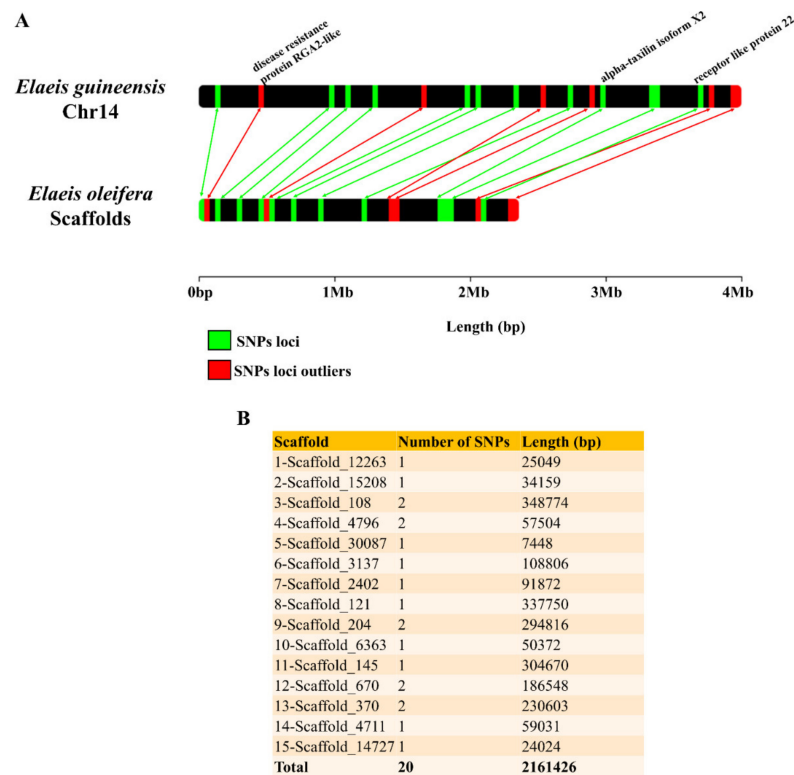 A
disease resistance
protein RGA2-like
alpha-taxilin isoform X2
receptor like protein 22
Elaeis guineensis
Chr14
Elaeis oleifera
Scaffolds
0bp 1Mb 2Mb 3Mb 4Mb
Length (bp)
SNPs loci
SNPs loci outliers
B
Scaffold Number of SNPs Length (bp)
1-Scaffold_12263 1 25049
2-Scaffold_15208 1 34159
3-Scaffold_108 2 348774
4-Scaffold_4796 2 57504
5-Scaffold_30087 1 7448
6-Scaffold_3137 1 108806
7-Scaffold_2402 1 91872
8-Scaffold_121 1 337750
9-Scaffold_204 2 294816
10-Scaffold_6363 1 50372
11-Scaffold_145 1 304670
12-Scaffold_670 2 186548
13-Scaffold_370 2 230603
14-Scaffold_4711 1 59031
15-Scaffold_14727 1 24024
Total 20 2161426